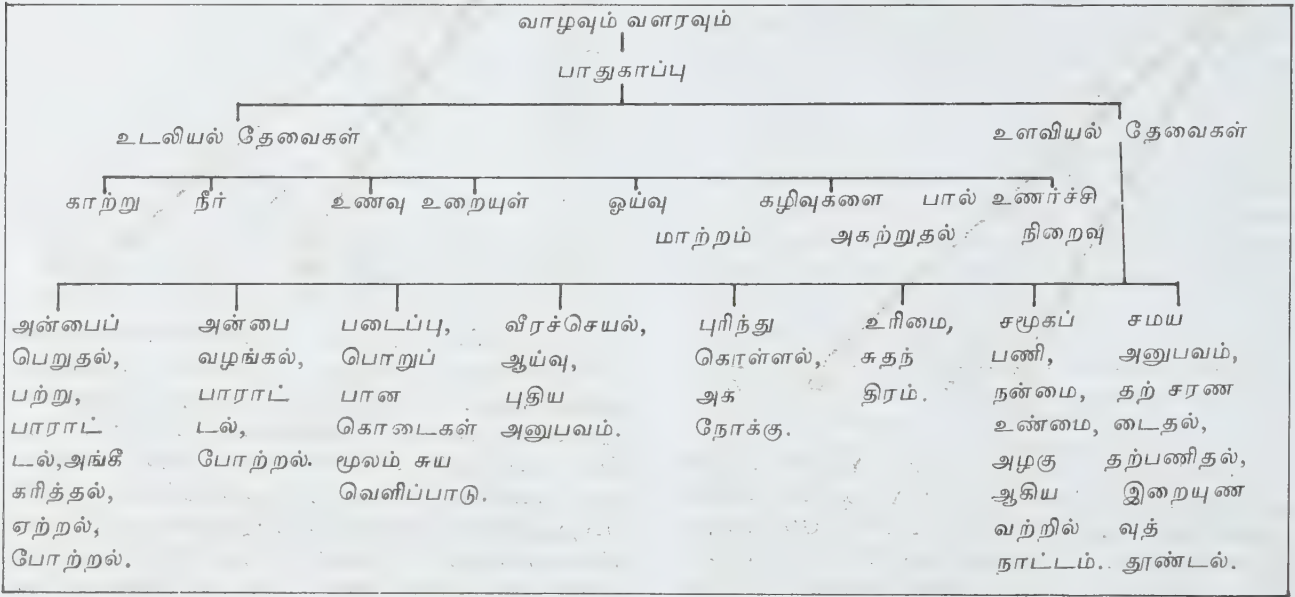 வாழவும் வளரவும்
பாதுகாப்பு
உடலியல் தேவைகள்
உளவியல் தேவைகள்
காற்று நீர் உணவு உறையுள் ஓய்வு கழிவுகளை பால் உணர்ச்சி
மாற்றம் அகற்றுதல் நிறைவு
அன்பைப்
பெறுதல்,
பற்று,
பாராட்
டல்,அங்கீ
கரித்தல்,
ஏற்றல்,
போற்றல்.
அன்பை
வழங்கல்,
பாராட்
டல்,
போற்றல்.
படைப்பு,
பொறுப்
பான
கொடைகள்
மூலம் சுய
வெளிப்பாடு.
வீரச்செயல்,
ஆய்வு,
புதிய
அனுபவம்.
புரிந்து
கொள்ளல்,
அக
நோக்கு.
உரிமை,
சுதந்
திரம்.
சமூகப்
பணி,
நன்மை,
உண்மை,
அழகு
ஆகிய
வற்றில்
நாட்டம்..
சமய
அனுபவம்,
தற் சரண
டைதல்,
தற்பணிதல்,
இறையுண
வுத்
தூண்டல்.